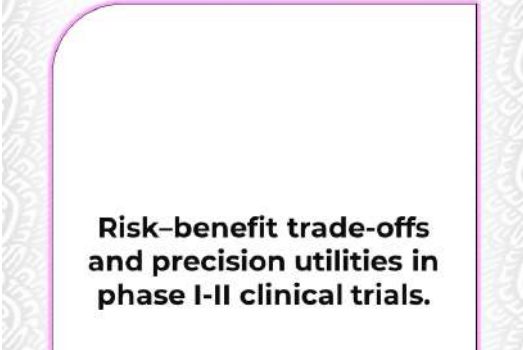 Risk–benefit trade-offs
and precision utilities in
phase I-II clinical trials.